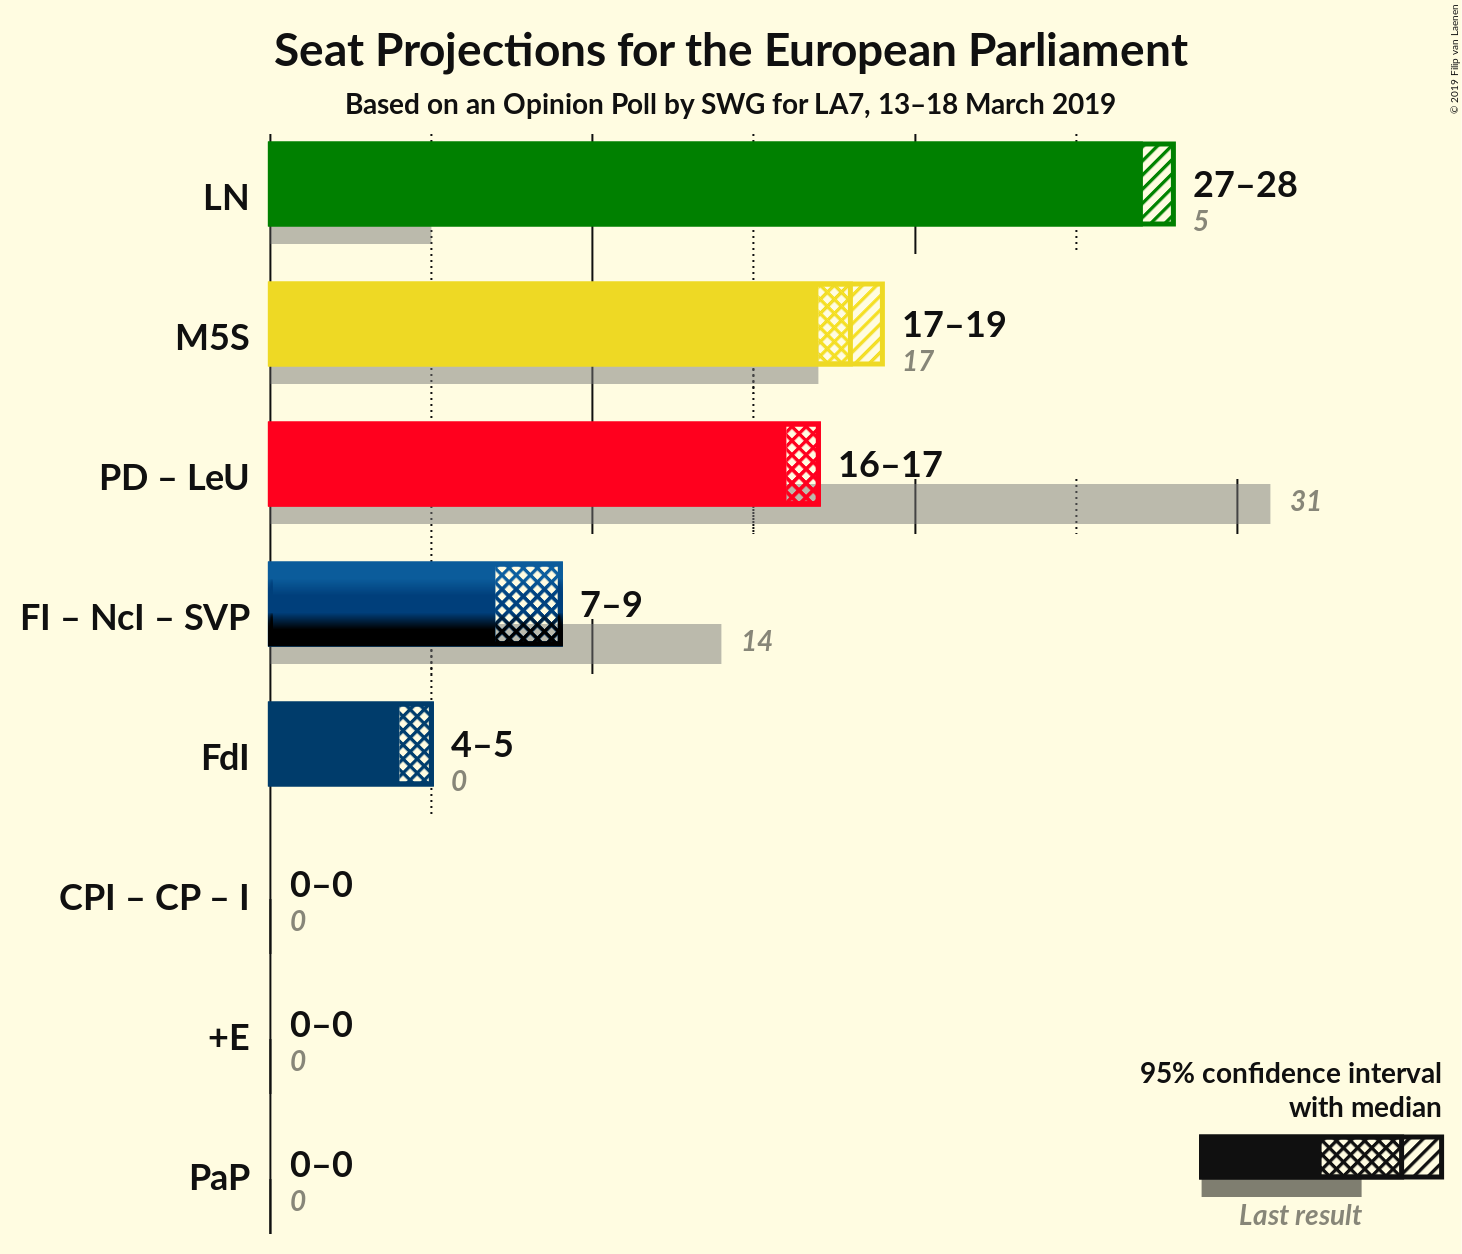 Seat Projections for the European Parliament
Based on an Opinion Poll by SWG for LA7, 13–18 March 2019
© 2019 Filip van Laenen
LN
27–28
5
M5S
17–19
17
PD – LeU
16–17
31
FI – NcI – SVP
7–9
14
FdI
4–5
0
CPI – CP – I
0–0
0
+E
0–0
0
PaP
0–0
0
95% confidence interval
with median
Last result